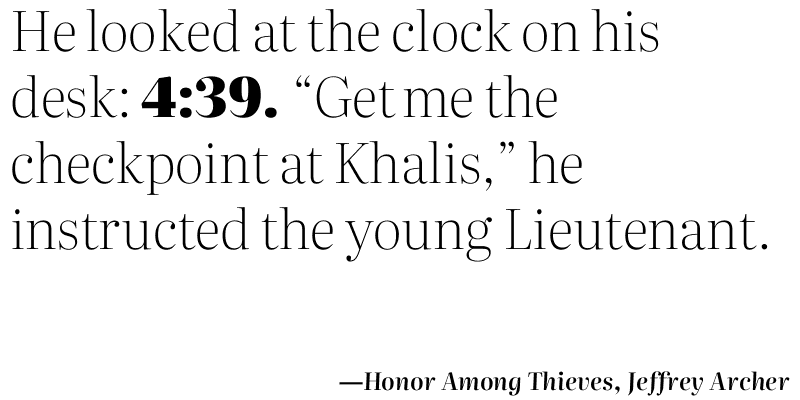 He looked at the clock on his
desk: 4:39. “Get me the
checkpoint at Khalis,” he
instructed the young Lieutenant.
—Honor Among Thieves, Jeffrey Archer